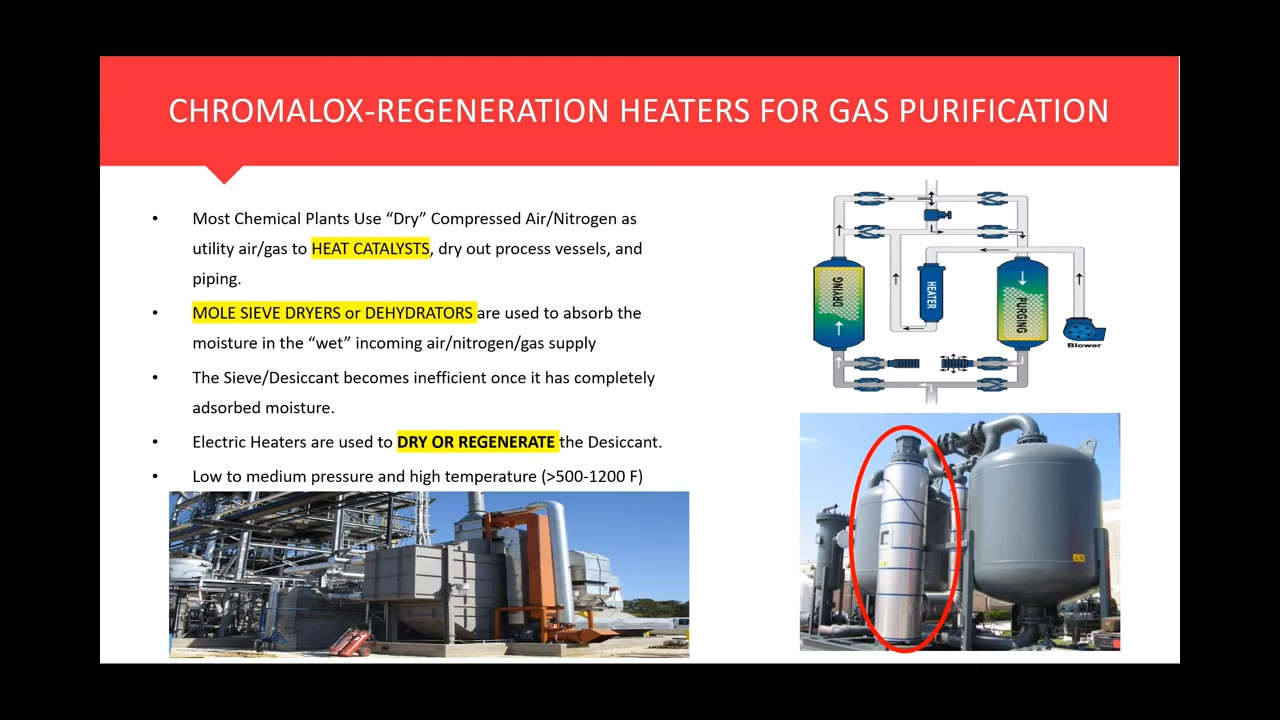 CHROMALOX-REGENERATION HEATERS FOR GAS PURIFICATION
• Most Chemical Plants Use “Dry” Compressed Air/Nitrogen as
utility air/gas to HEAT CATALYSTS, dry out process vessels, and
piping.
• MOLE SIEVE DRYERS or DEHYDRATORS are used to absorb the
moisture in the “wet” incoming air/nitrogen/gas supply
• The Sieve/Desiccant becomes inefficient once it has completely
adsorbed moisture.
• Electric Heaters are used to DRY OR REGENERATE the Desiccant.
• Low to medium pressure and high temperature (>500-1200 F)
DRYING
HEATER
PURGING
Blower